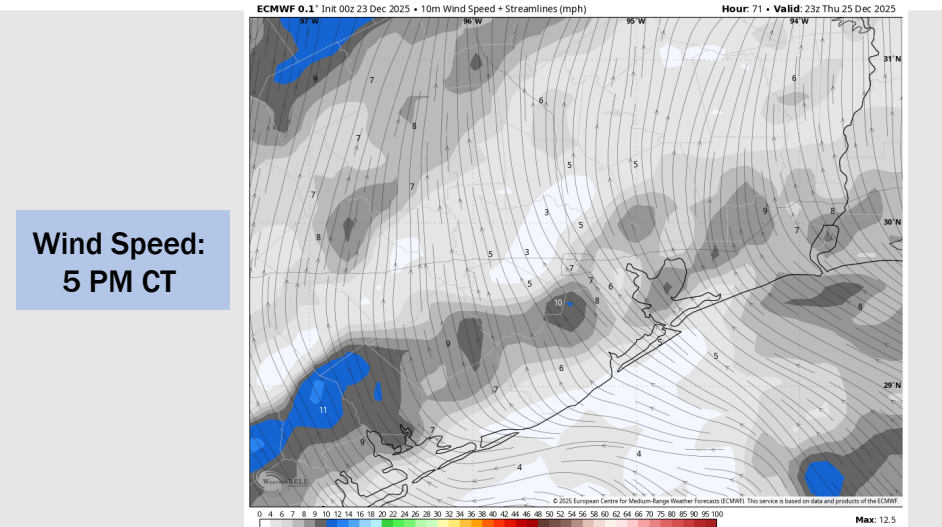 ECMWF 0.1° Init 00z 23 Dec 2025 • 10m Wind Speed + Streamlines (mph)
Hour: 71 • Valid: 23z Thu 25 Dec 2025
97°W 96°W 95°W 94°W
31°N
9 7 6
6
8
7
5 5
7 7
3 9 8
30°N
8 5 7
5 3
7
5 7 6
10 8
9 5
5
6
29°N
7
11
7
9
4 4
8
Wind Speed:
5 PM CT
WeatherBELL
© 2025 European Centre for Medium-Range Weather Forecasts (ECMWF). This service is based on data and products of the ECMWF.
0 4 6 7 8 9 10 12 14 16 18 20 22 24 26 28 30 32 34 36 38 40 42 44 46 48 50 52 54 56 58 60 62 64 66 70 75 80 85 90 95 100
Max: 12.5